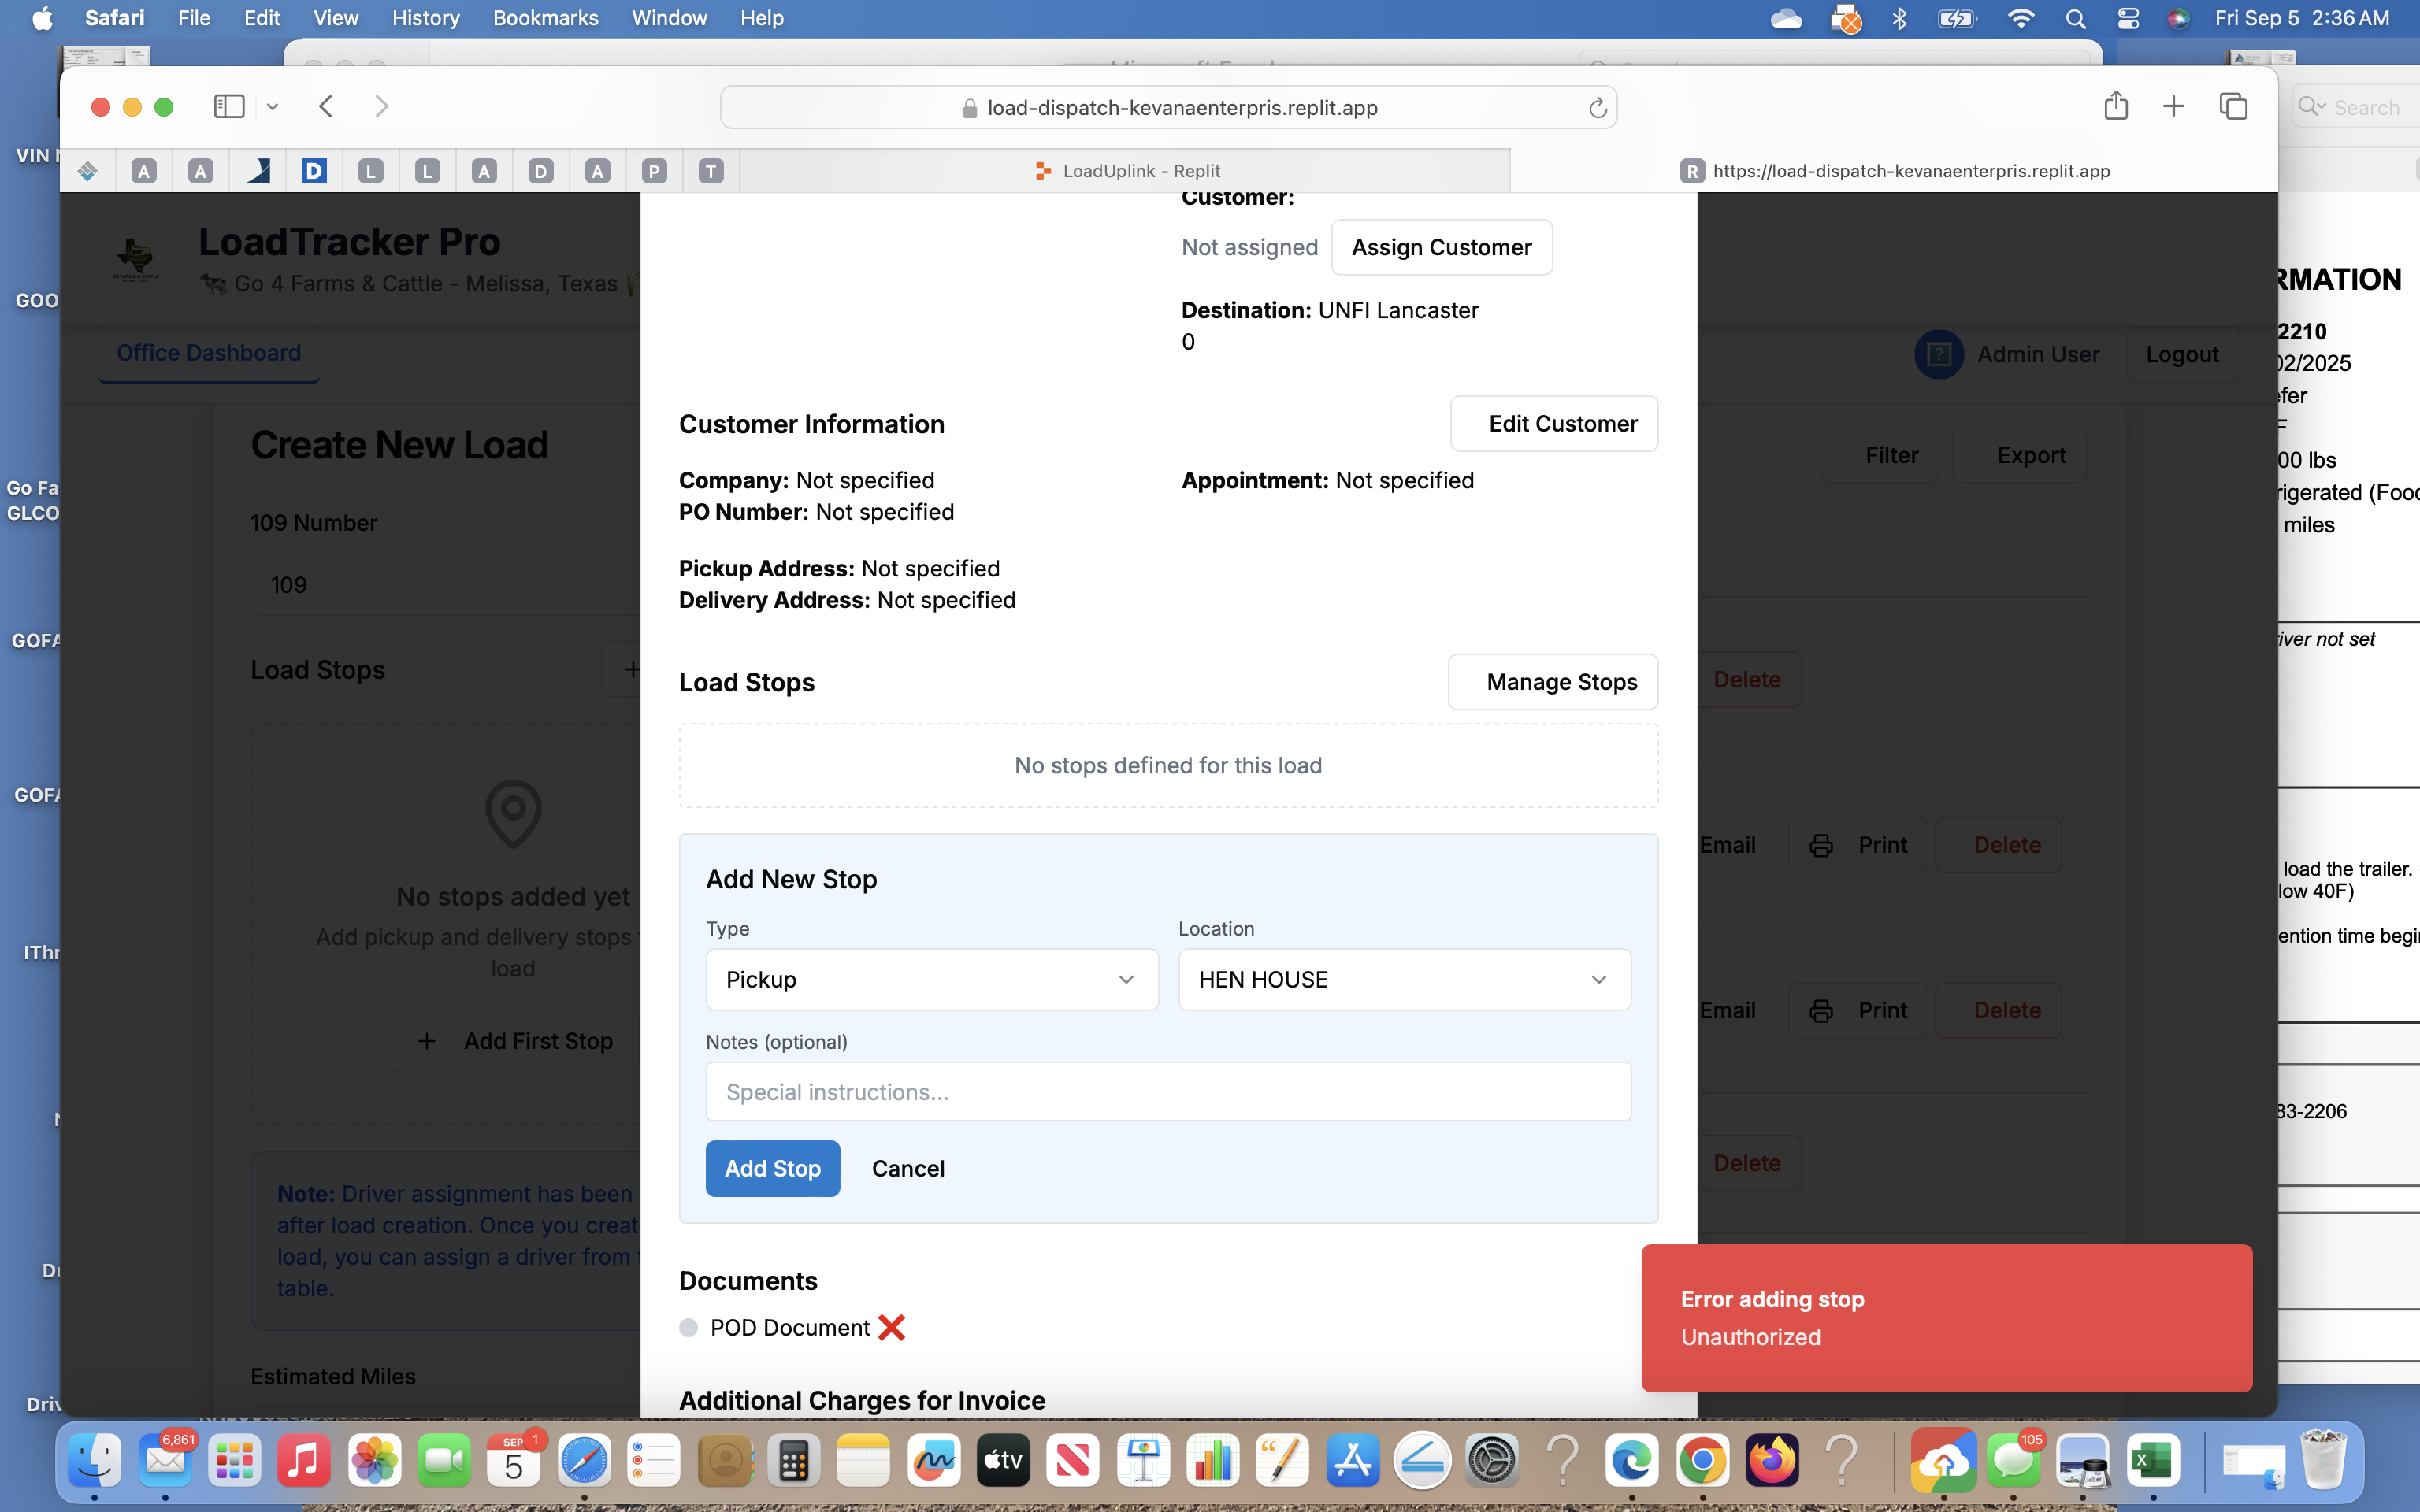 Safari File Edit View History Bookmarks Window Help
Fri Sep 5 2:36 AM
load-dispatch-kevanaenterpris.replit.app
Search
A A D L L A D A P T
LoadUplink - Replit
R https://load-dispatch-kevanaenterpris.replit.app
LoadTracker Pro
Go 4 Farms & Cattle - Melissa, Texas
Office Dashboard
Admin User
Logout
Create New Load
Filter
Export
109 Number
109
Load Stops
+
No stops added yet
Add pickup and delivery stops
load
+ Add First Stop
Note: Driver assignment has been
after load creation. Once you creat
load, you can assign a driver from
table.
Estimated Miles
Customer:
Not assigned
Assign Customer
Destination: UNFI Lancaster
0
Customer Information
Edit Customer
Company: Not specified
Appointment: Not specified
PO Number: Not specified
Pickup Address: Not specified
Delivery Address: Not specified
Load Stops
Manage Stops
No stops defined for this load
Add New Stop
Type
Location
Pickup
HEN HOUSE
Notes (optional)
Special instructions...
Add Stop
Cancel
Documents
POD Document
Additional Charges for Invoice
Delete
Email
Print
Delete
Email
Print
Delete
Delete
Error adding stop
Unauthorized
VIN
GOO
Go Fa
GLCO
GOFA
GOFA
IThr
Dr
Driv
RMATION
2210
02/2025
efer
F
00 lbs
rigerated (Food
miles
river not set
load the trailer.
low 40F)
ention time begi
83-2206
6,861
SEP
5
1
tv
105